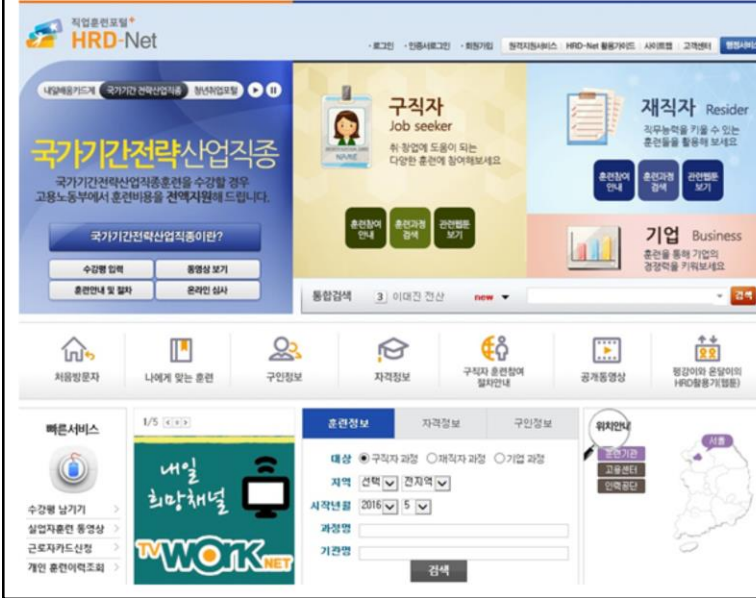 직업훈련포털
HRD-Net
· 로그인 · 인증서로그인 · 회원가입 원격지원서비스 HRD-Net 활용가이드 사이트맵 고객센터 행정서비스
내일배움카드제 국가기간 전략산업직종 청년취업포털
국가기간전략산업직종
국가기간전략산업직종훈련을 수강할 경우
고용노동부에서 훈련비용을 전액지원해 드립니다.
국가기간전략산업직종이란?
수강평 입력 동영상 보기
훈련안내 및 절차 온라인 심사
구직자
Job seeker
취·창업에 도움이 되는
다양한 훈련에 참여해보세요
NAME
훈련참여 안내 훈련과정 검색 관련웹툰 보기
재직자 Resider
직무능력을 키울 수 있는
훈련들을 활용해 보세요
훈련참여 안내 훈련과정 검색 관련웹툰 보기
기업 Business
훈련을 통해 기업의
경쟁력을 키워보세요
통합검색 3 이대진 전산 new 검색
처음방문자 나에게 맞는 훈련 구인정보 자격정보 구직자 훈련참여 절차안내 공개동영상 평강이와 온달이의 HRD활용기(웹툰)
빠른서비스
수강평 남기기
실업자훈련 동영상
근로자카드신청
개인 훈련이력조회
1/5
내일
희망채널
TV WORK NET
훈련정보 자격정보 구인정보
대상 구직자 과정 재직자 과정 기업 과정
지역 선택 전지역
시작년월 2016 5
과정명
기관명
검색
위치안내
훈련기관
고용센터
인력공단
서울